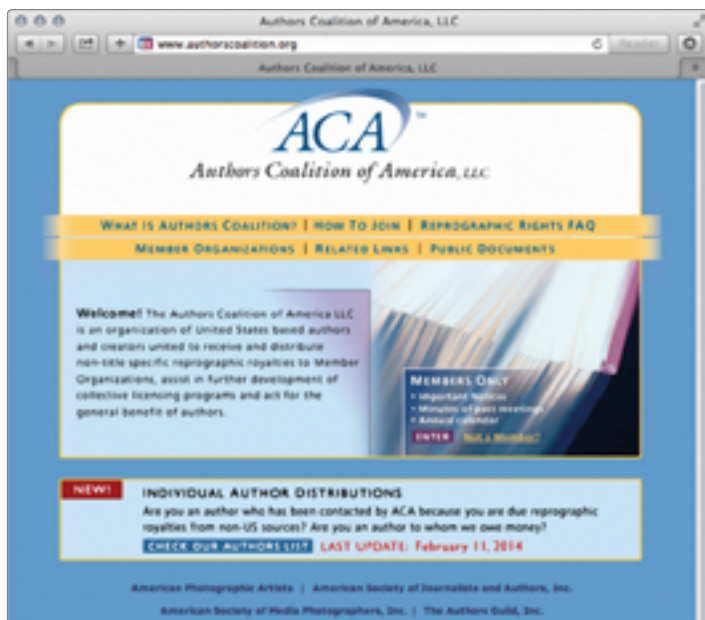 Authors Coalition of America, LLC
www.authorscoalition.org
Reader
Authors Coalition of America, LLC
ACA™
Authors Coalition of America, LLC
WHAT IS AUTHORS COALITION? | HOW TO JOIN | REPROGRAPHIC RIGHTS FAQ
MEMBER ORGANIZATIONS | RELATED LINKS | PUBLIC DOCUMENTS
Welcome! The Authors Coalition of America LLC
is an organization of United States based authors
and creators united to receive and distribute
non-title specific reprographic royalties to Member
Organizations, assist in further development of
collective licensing programs and act for the
general benefit of authors.
MEMBERS ONLY
• Important Notices
• Minutes of past meetings
• Annual calendar
ENTER Not a Member?
NEW! INDIVIDUAL AUTHOR DISTRIBUTIONS
Are you an author who has been contacted by ACA because you are due reprographic
royalties from non-US sources? Are you an author to whom we owe money?
CHECK OUR AUTHORS LIST LAST UPDATE: February 11, 2014
American Photographic Artists | American Society of Journalists and Authors, Inc.
American Society of Media Photographers, Inc. | The Authors Guild, Inc.